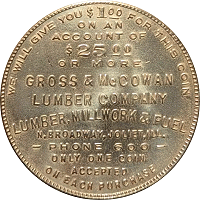 WE WILL GIVE YOU $1.00 FOR THIS COIN
ON AN
ACCOUNT OF
$25.00
OR MORE
GROSS & McCOWAN
LUMBER COMPANY
LUMBER, MILLWORK & FUEL
N. BROADWAY-JOLIET, ILL.
PHONE 600
ONLY ONE COIN
ACCEPTED
ON EACH PURCHASE